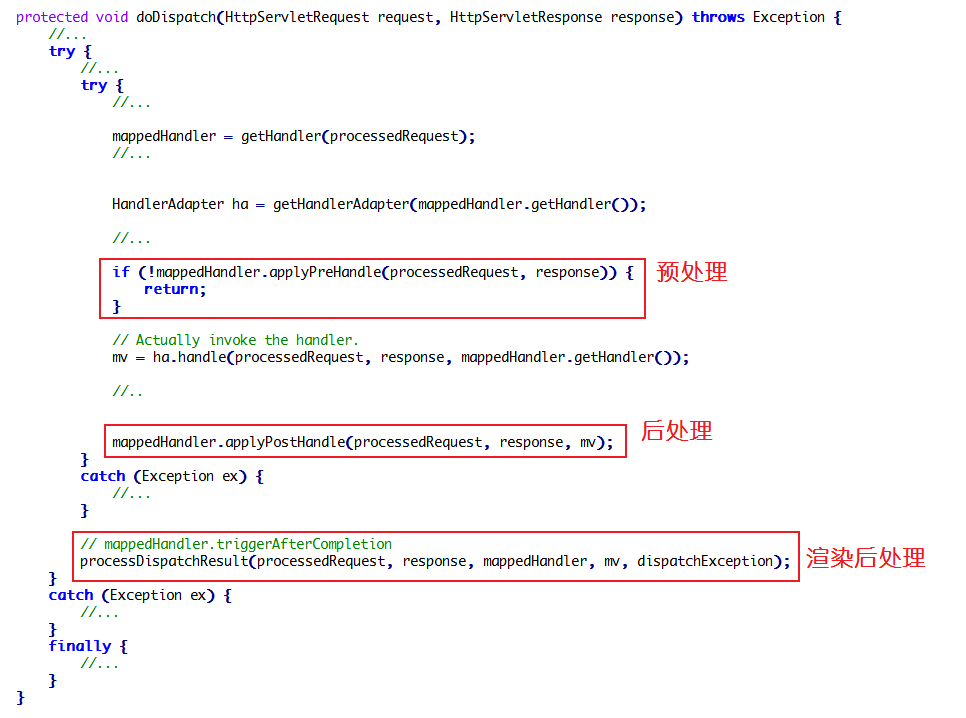 protected void doDispatch(HttpServletRequest request, HttpServletResponse response) throws Exception {
//...
try {
//...
try {
//...
mappedHandler = getHandler(processedRequest);
//...
HandlerAdapter ha = getHandlerAdapter(mappedHandler.getHandler());
//...
if (!mappedHandler.applyPreHandle(processedRequest, response)) { 预处理
return;
}
// Actually invoke the handler.
mv = ha.handle(processedRequest, response, mappedHandler.getHandler());
//..
mappedHandler.applyPostHandle(processedRequest, response, mv); 后处理
}
catch (Exception ex) {
//...
}
// mappedHandler.triggerAfterCompletion
processDispatchResult(processedRequest, response, mappedHandler, mv, dispatchException); 渲染后处理
}
catch (Exception ex) {
//...
}
finally {
//...
}
}